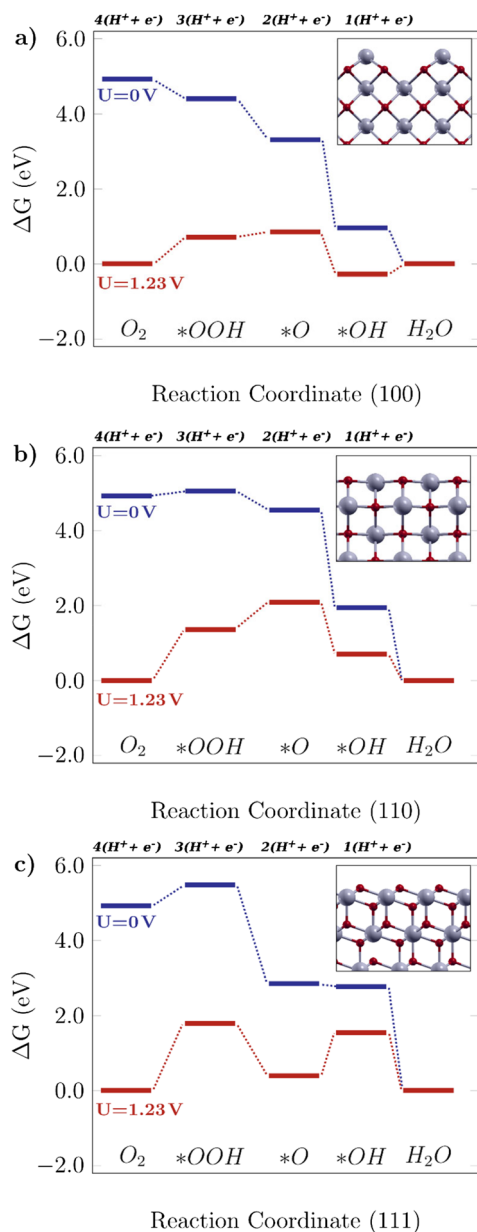 4(H⁺+ e⁻) 3(H⁺+ e⁻) 2(H⁺+ e⁻) 1(H⁺+ e⁻)
a)
6.0
U=0 V
4.0
ΔG (eV)
2.0
0.0
U=1.23 V
−2.0
O₂ ∗OOH ∗O ∗OH H₂O
Reaction Coordinate (100)
4(H⁺+ e⁻) 3(H⁺+ e⁻) 2(H⁺+ e⁻) 1(H⁺+ e⁻)
b)
6.0
U=0 V
4.0
ΔG (eV)
2.0
0.0
U=1.23 V
−2.0
O₂ ∗OOH ∗O ∗OH H₂O
Reaction Coordinate (110)
4(H⁺+ e⁻) 3(H⁺+ e⁻) 2(H⁺+ e⁻) 1(H⁺+ e⁻)
c)
6.0
U=0 V
4.0
ΔG (eV)
2.0
0.0
U=1.23 V
−2.0
O₂ ∗OOH ∗O ∗OH H₂O
Reaction Coordinate (111)